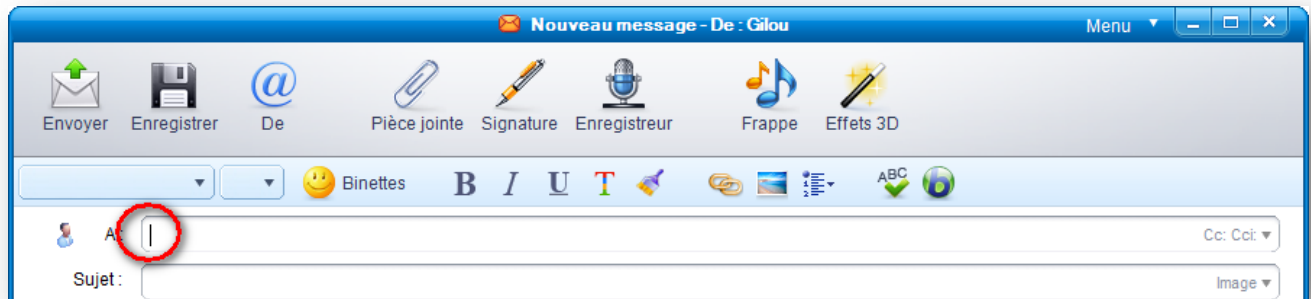 Nouveau message - De : Gilou Menu
Envoyer Enregistrer De Pièce jointe Signature Enregistreur Frappe Effets 3D
Binettes B I U T ABC b
A: Cc: Cci:
Sujet : Image